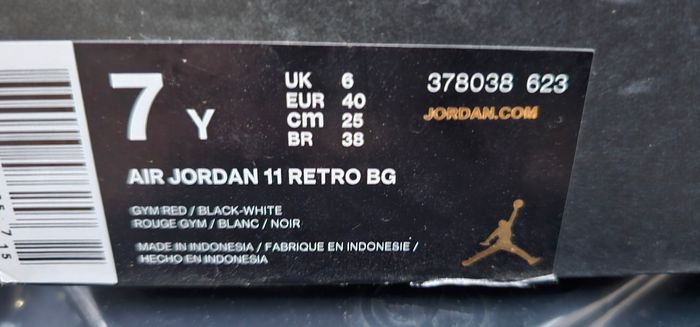 7 Y
UK 6
EUR 40
cm 25
BR 38
378038 623
JORDAN.COM
AIR JORDAN 11 RETRO BG
GYM RED / BLACK-WHITE
ROUGE GYM / BLANC / NOIR
MADE IN INDONESIA / FABRIQUE EN INDONESIE /
HECHO EN INDONESIA